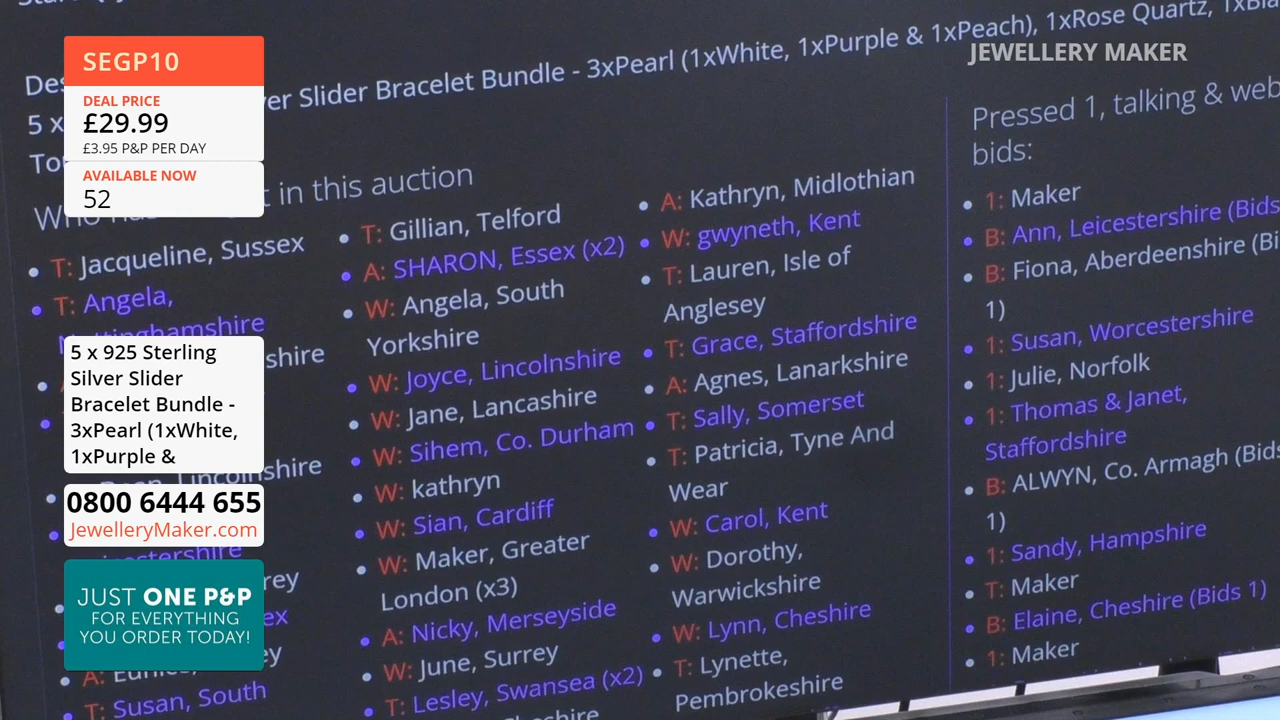 SEGP10
DEAL PRICE
£29.99
£3.95 P&P PER DAY
AVAILABLE NOW
52
5 x 925 Sterling
Silver Slider
Bracelet Bundle -
3xPearl (1xWhite,
1xPurple &
0800 6444 655
JewelleryMaker.com
JUST ONE P&P
FOR EVERYTHING
YOU ORDER TODAY!
JEWELLERY MAKER
Slider Bracelet Bundle - 3xPearl (1xWhite, 1xPurple & 1xPeach), 1xRose Quartz,
5 x
in this auction
T: Jacqueline, Sussex
T: Angela,
A:
T: Susan, South
T: Gillian, Telford
A: SHARON, Essex (x2)
W: Angela, South
Yorkshire
W: Joyce, Lincolnshire
W: Jane, Lancashire
W: Sihem, Co. Durham
W: kathryn
W: Sian, Cardiff
W: Maker, Greater
London (x3)
A: Nicky, Merseyside
W: June, Surrey
T: Lesley, Swansea (x2)
A: Kathryn, Midlothian
W: gwyneth, Kent
T: Lauren, Isle of
Anglesey
T: Grace, Staffordshire
A: Agnes, Lanarkshire
T: Sally, Somerset
T: Patricia, Tyne And
Wear
W: Carol, Kent
W: Dorothy,
Warwickshire
W: Lynn, Cheshire
T: Lynette,
Pembrokeshire
Pressed 1, talking & web
bids:
1: Maker
B: Ann, Leicestershire (Bids
B: Fiona, Aberdeenshire
1)
1: Susan, Worcestershire
1: Julie, Norfolk
1: Thomas & Janet,
Staffordshire
B: ALWYN, Co. Armagh (Bids
1)
1: Sandy, Hampshire
T: Maker
B: Elaine, Cheshire (Bids 1)
1: Maker